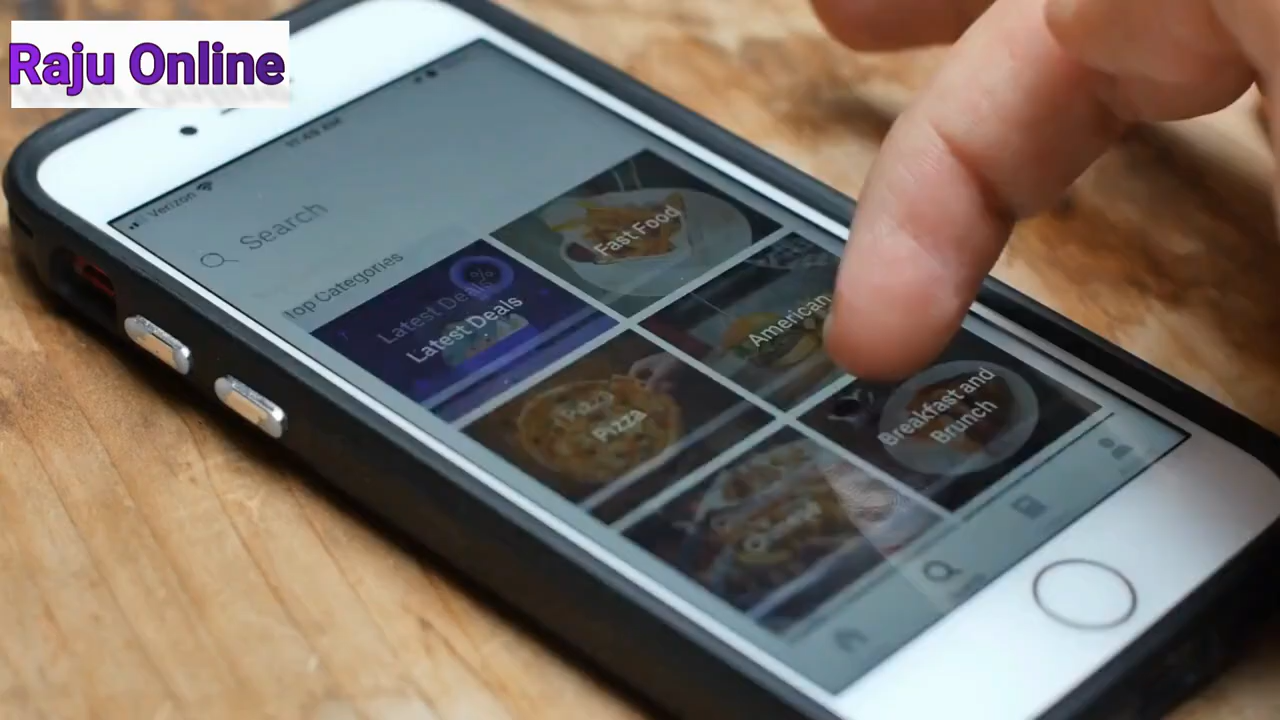 Raju Online
Verizon
Search
Top Categories
Latest Deals
Latest Deals
Fast Food
Pizza
Pizza
American
Breakfast and
Brunch